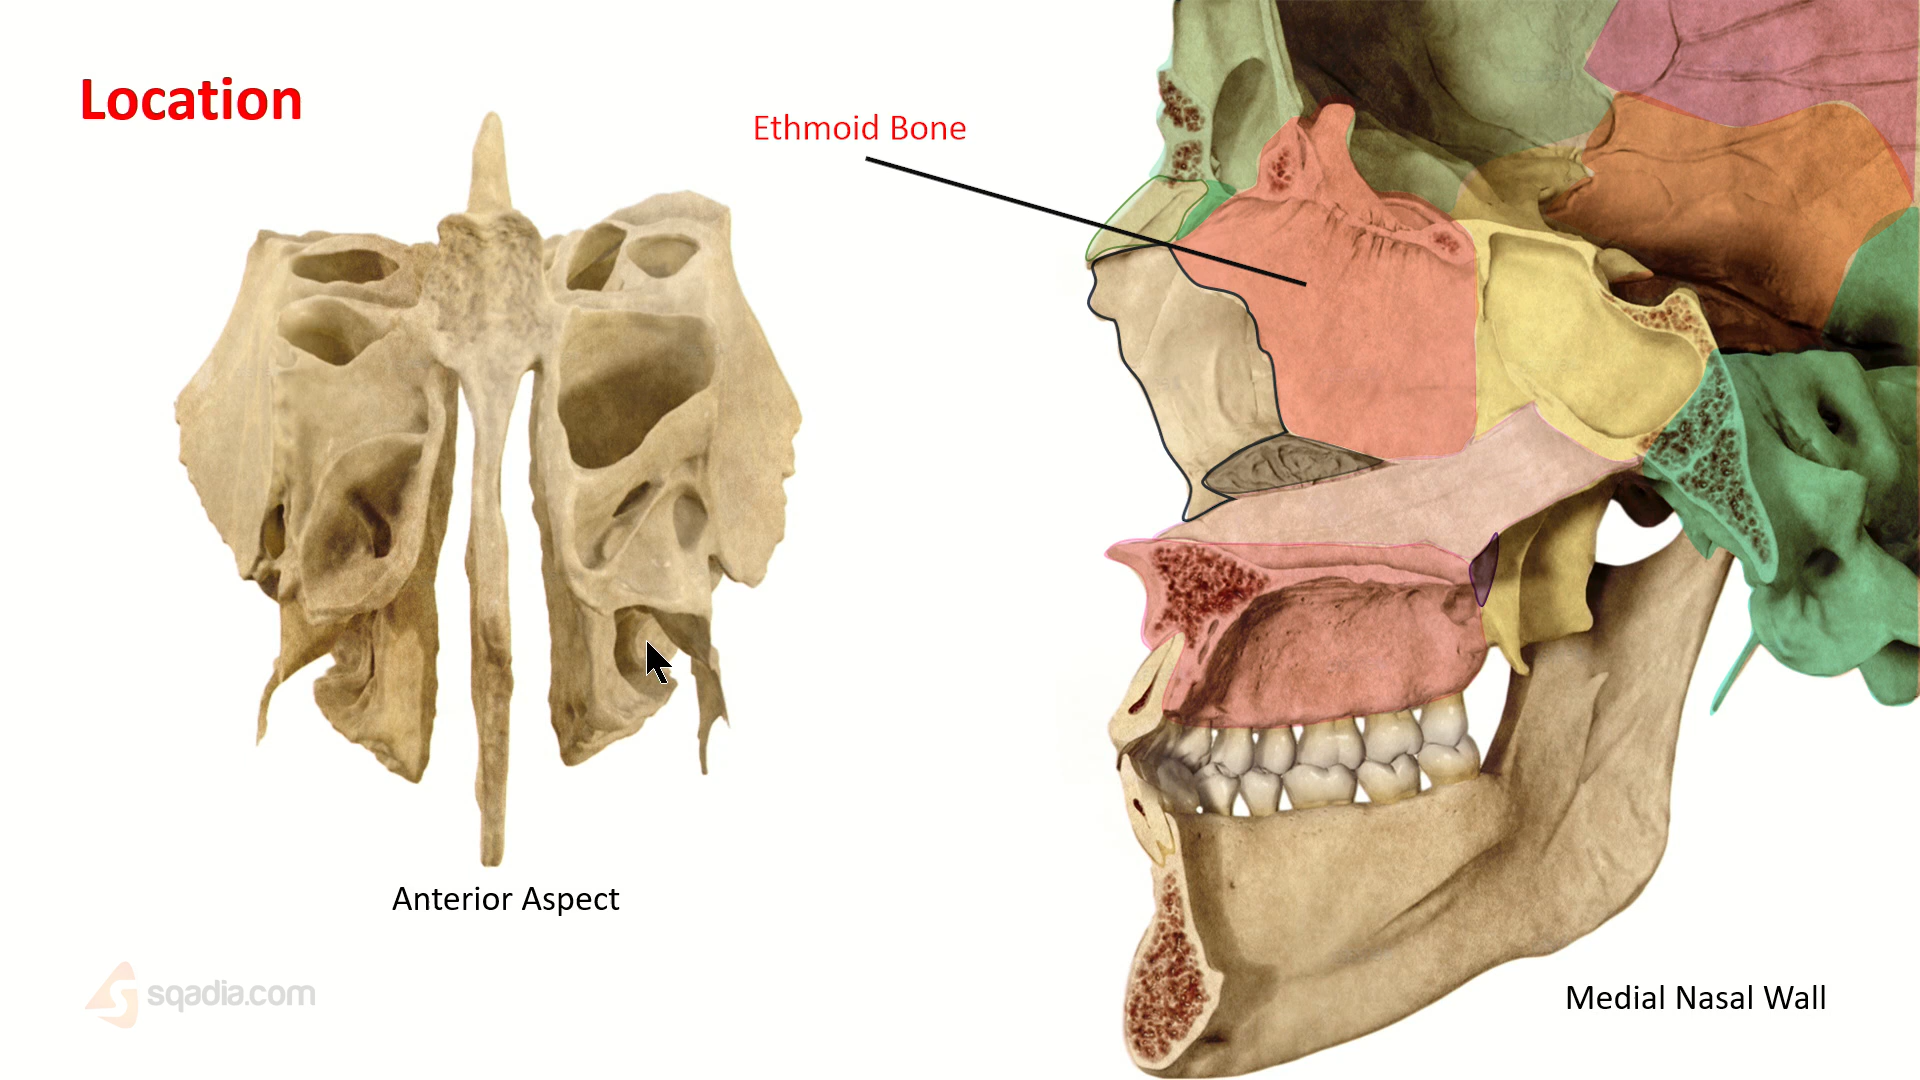 Location
Ethmoid Bone
Anterior Aspect
sqadia.com
Medial Nasal Wall